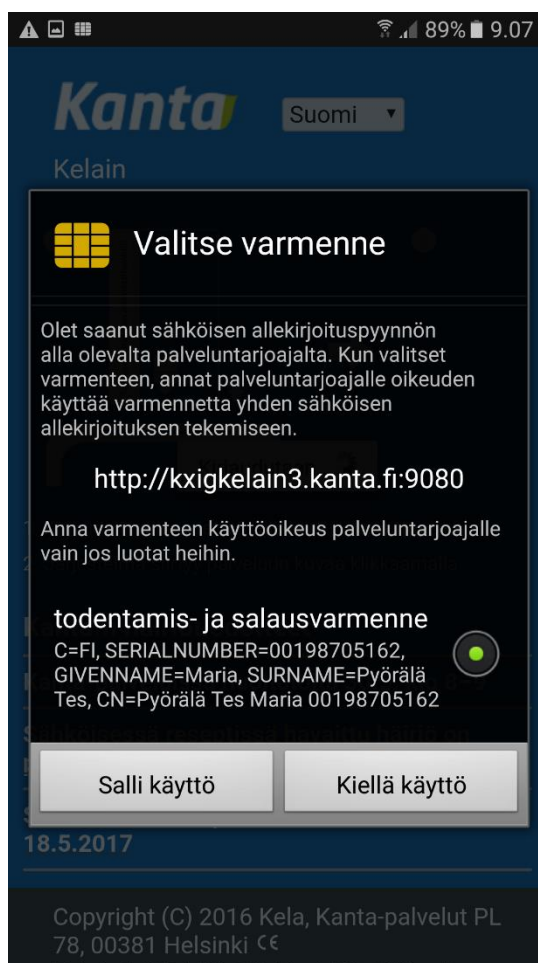 89% 9.07
Kanta
Suomi
Kelain
Valitse varmenne
Olet saanut sähköisen allekirjoituspyynnön
alla olevalta palveluntarjoajalta. Kun valitset
varmenteen, annat palveluntarjoajalle oikeuden
käyttää varmennetta yhden sähköisen
allekirjoituksen tekemiseen.
http://kxigkelain3.kanta.fi:9080
Anna varmenteen käyttöoikeus palveluntarjoajalle
vain jos luotat heihin.
todentamis- ja salausvarmenne
C=FI, SERIALNUMBER=00198705162,
GIVENNAME=Maria, SURNAME=Pyörälä
Tes, CN=Pyörälä Tes Maria 00198705162
Salli käyttö Kiellä käyttö
18.5.2017
Copyright (C) 2016 Kela, Kanta-palvelut PL
78, 00381 Helsinki CE